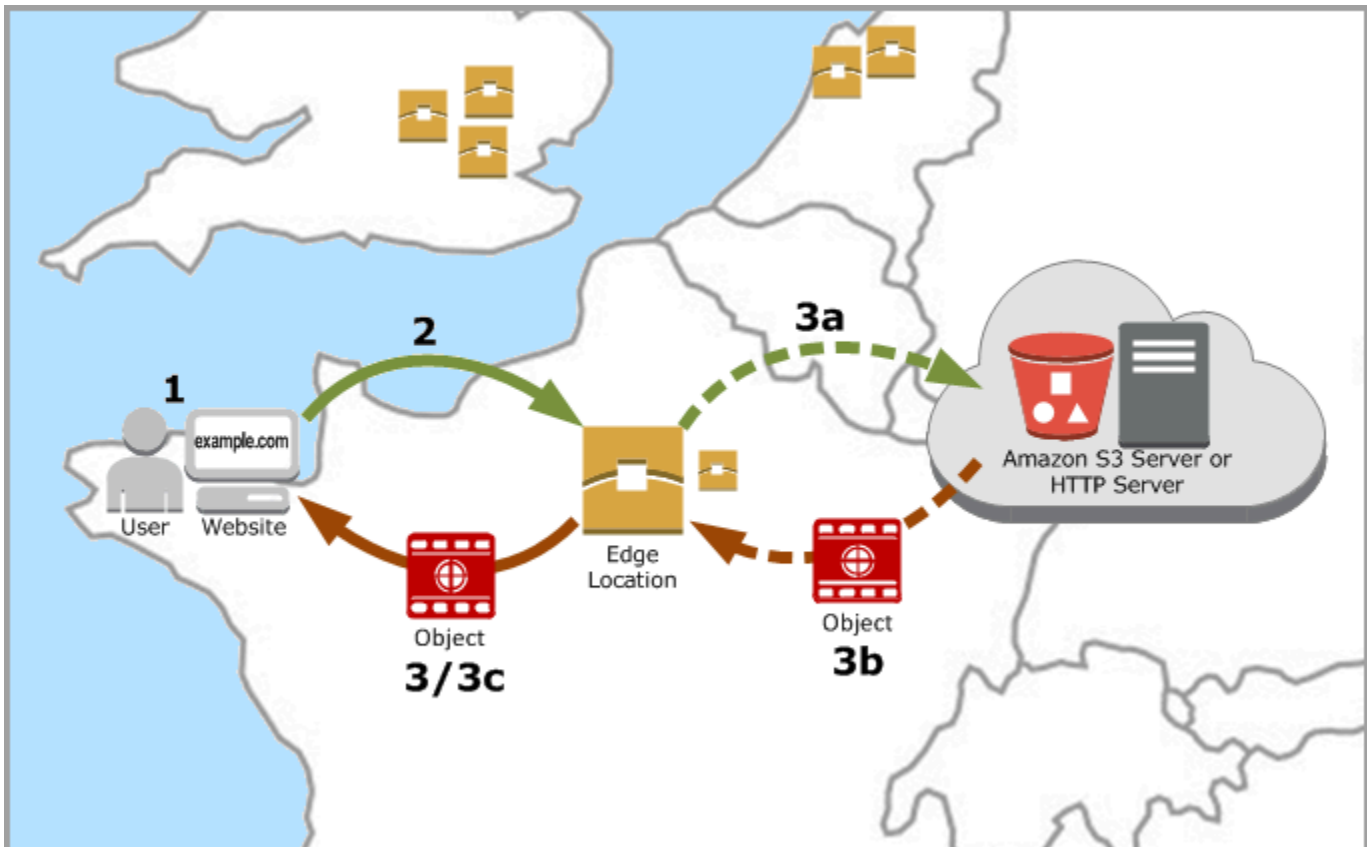 2
3a
1
example.com
User
Website
Amazon S3 Server or
HTTP Server
Edge
Location
Object
3/3c
Object
3b